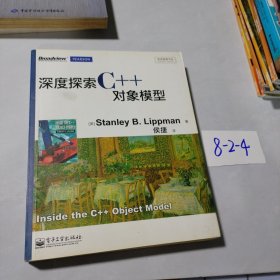 Broadview
PEARSON
深度探索C++
对象模型
[美] Stanley B. Lippman 著
侯捷 译
Inside the C++ Object Model
电子工业出版社
8-2-4